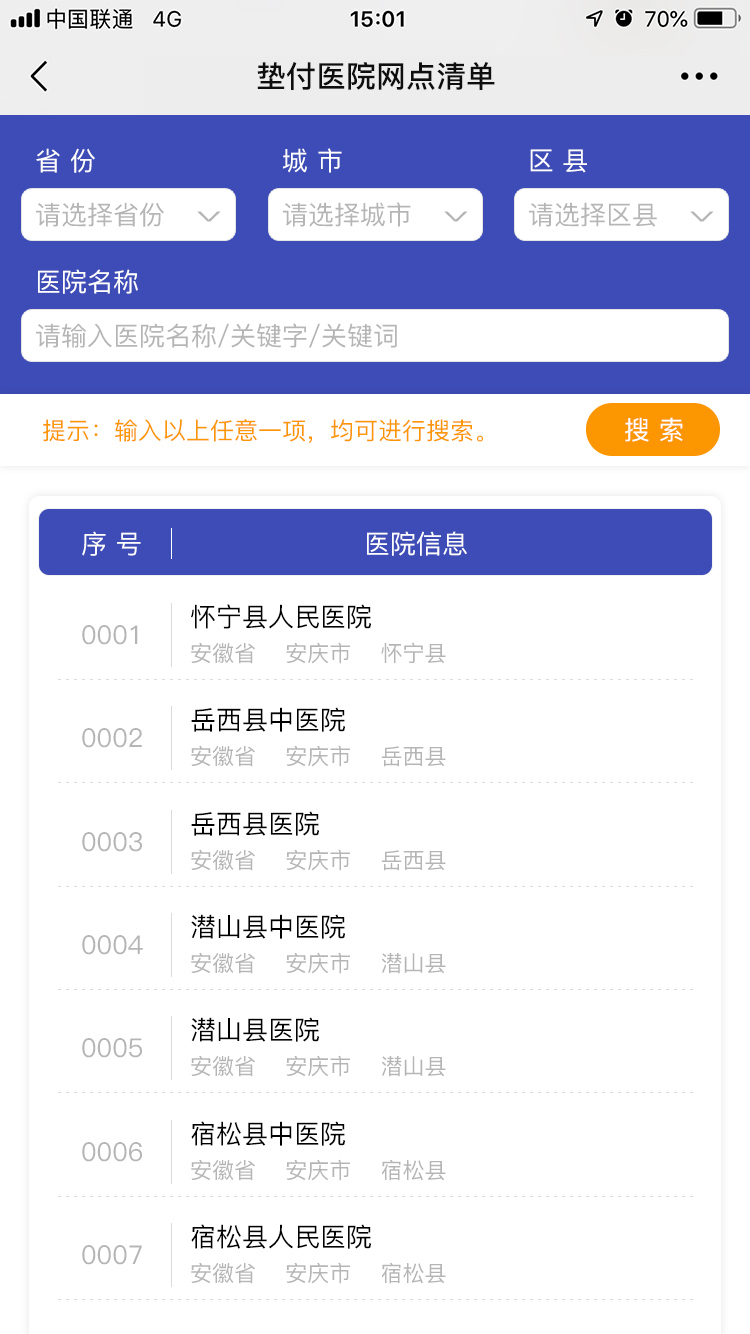 中国联通 4G 15:01 70%
垫付医院网点清单
省 份 城 市 区 县
请选择省份 请选择城市 请选择区县
医院名称
请输入医院名称/关键字/关键词
提示：输入以上任意一项，均可进行搜索。 搜 索
序 号 医院信息
0001 怀宁县人民医院
安徽省 安庆市 怀宁县
0002 岳西县中医院
安徽省 安庆市 岳西县
0003 岳西县医院
安徽省 安庆市 岳西县
0004 潜山县中医院
安徽省 安庆市 潜山县
0005 潜山县医院
安徽省 安庆市 潜山县
0006 宿松县中医院
安徽省 安庆市 宿松县
0007 宿松县人民医院
安徽省 安庆市 宿松县